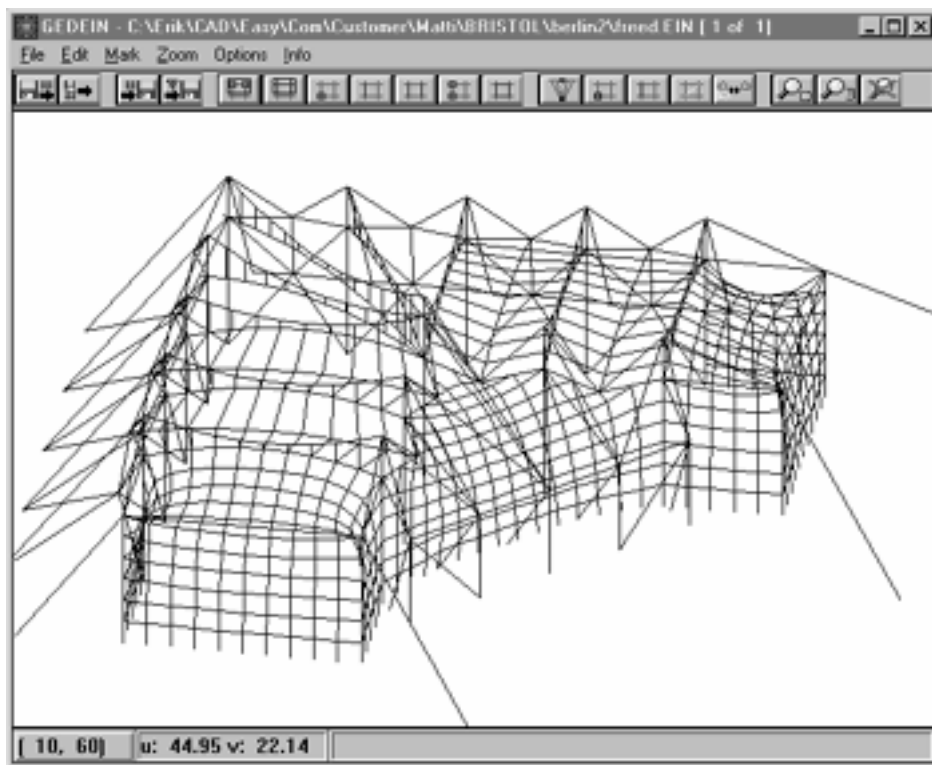 GEDEIN - C:\Erik\CAD\Easy\Com\Customer\Math\BRISTOL\berlin2\freed.EIN [ 1 of 1]
File Edit Mark Zoom Options Info
[ 10, 60] u: 44.95 v: 22.14